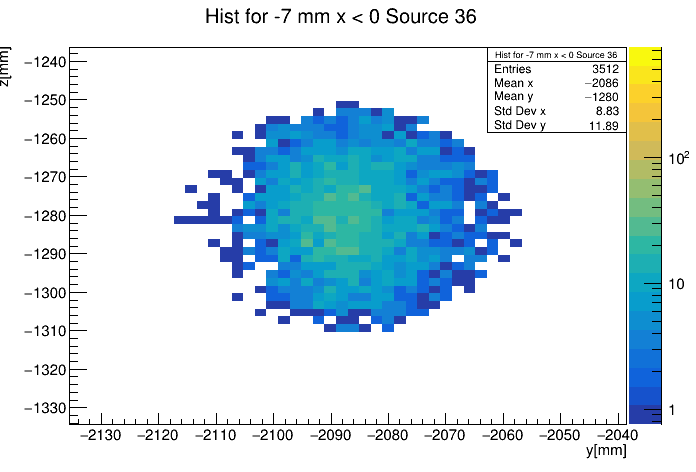 Hist for -7 mm x < 0 Source 36
z[mm]
Hist for -7 mm x < 0 Source 36
Entries 3512
Mean x −2086
Mean y −1280
Std Dev x 8.83
Std Dev y 11.89
−1240
−1250
−1260
−1270
−1280
−1290
−1300
−1310
−1320
−1330
10²
10
1
−2130 −2120 −2110 −2100 −2090 −2080 −2070 −2060 −2050 −2040
y[mm]